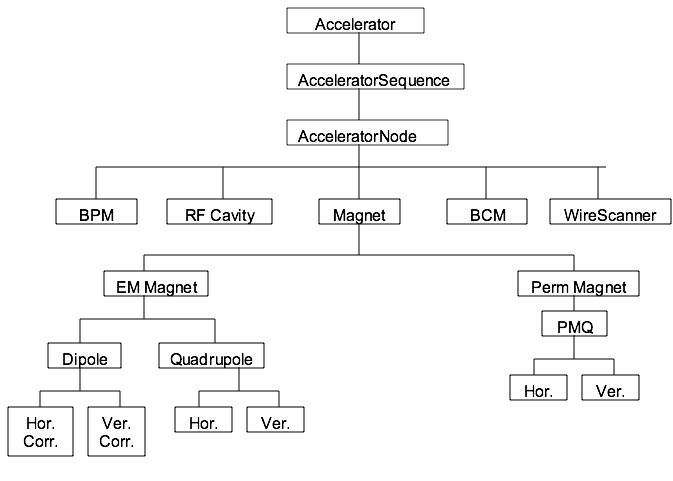 Accelerator
AcceleratorSequence
AcceleratorNode
BPM
RF Cavity
Magnet
BCM
WireScanner
EM Magnet
Perm Magnet
PMQ
Dipole
Quadrupole
Hor.
Ver.
Hor.
Corr.
Ver.
Corr.
Hor.
Ver.